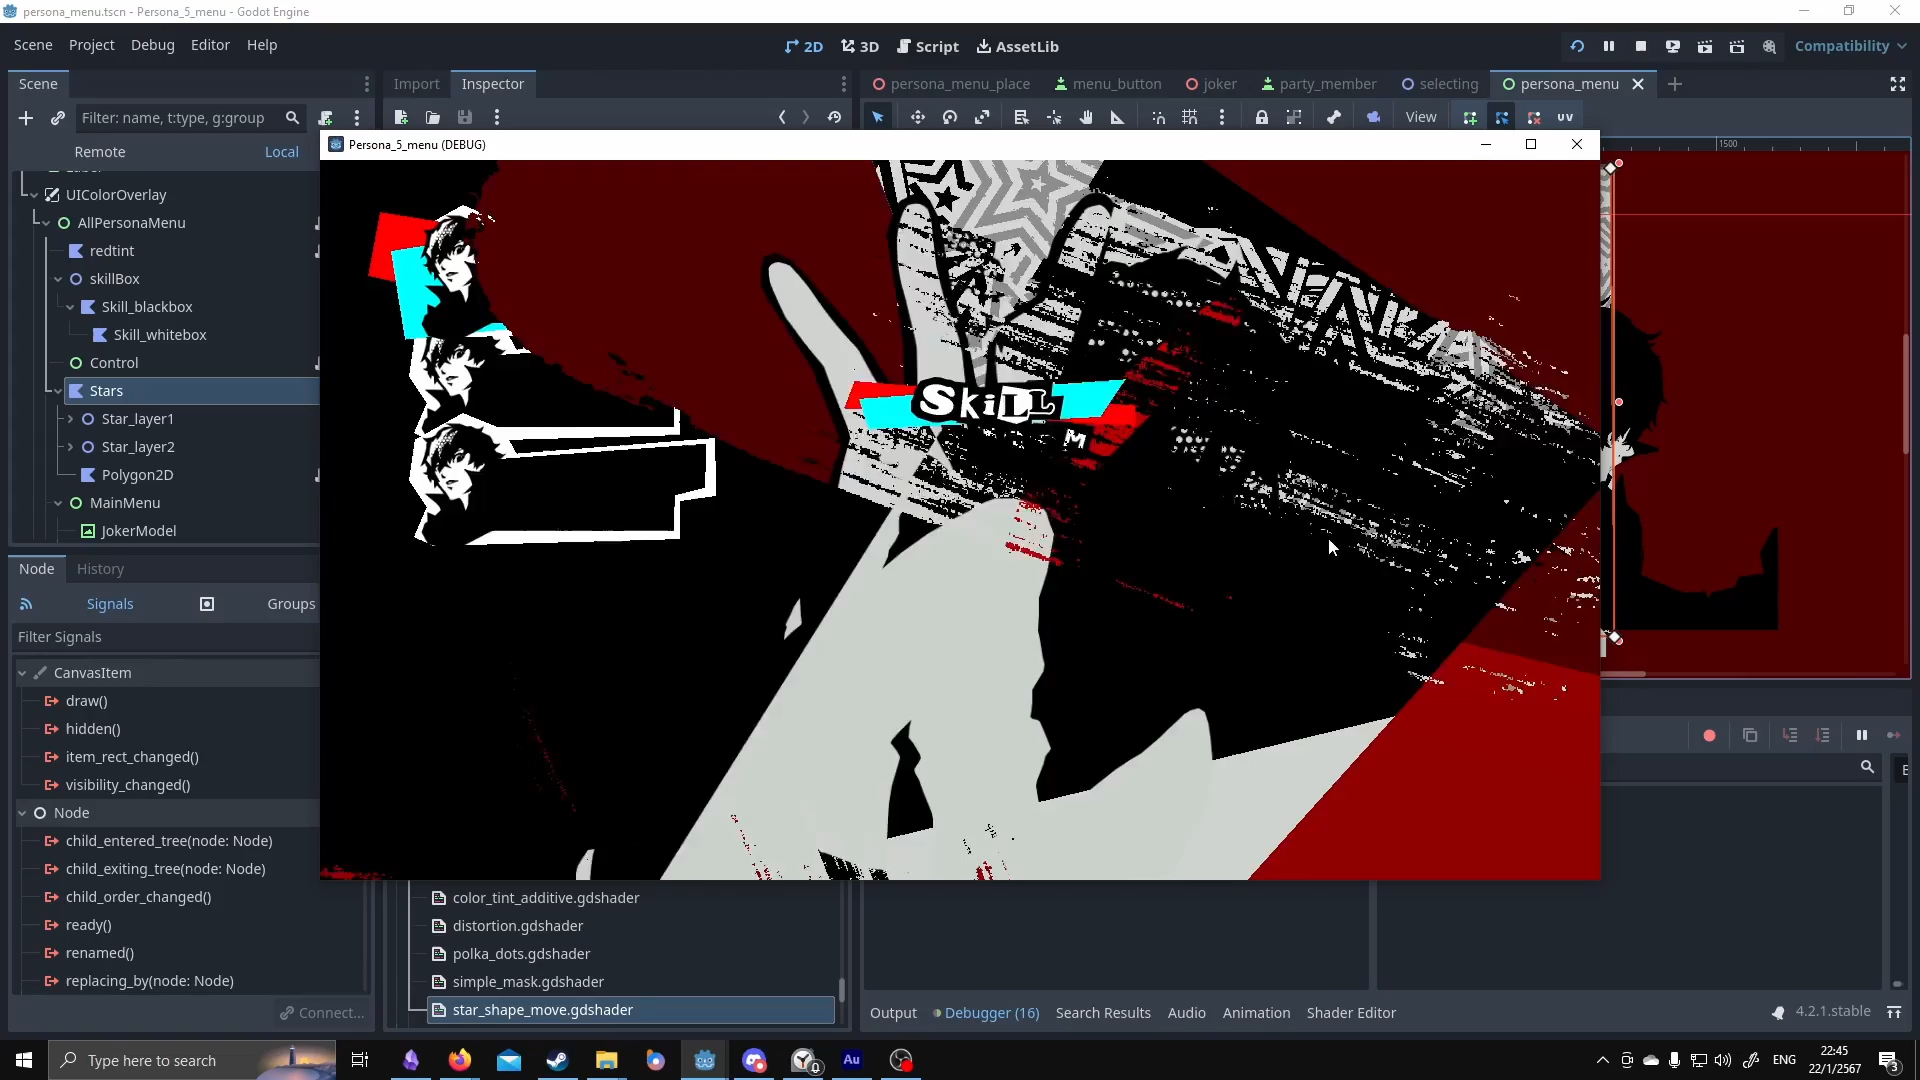 persona_menu.tscn - Persona_5_menu - Godot Engine
Scene Project Debug Editor Help
2D 3D Script AssetLib
Compatibility
Scene
Import Inspector
persona_menu_place menu_button joker party_member selecting persona_menu
Filter: name, t:type, g:group
View
UV
Remote Local
1500
Persona_5_menu (DEBUG)
UIColorOverlay
AllPersonaMenu
redtint
skillBox
Skill_blackbox
Skill_whitebox
Control
Stars
Star_layer1
Star_layer2
Polygon2D
MainMenu
JokerModel
SKiLL
M
Node History
Signals Groups
Filter Signals
CanvasItem
draw()
hidden()
item_rect_changed()
visibility_changed()
Node
child_entered_tree(node: Node)
child_exiting_tree(node: Node)
child_order_changed()
ready()
renamed()
replacing_by(node: Node)
Connect...
color_tint_additive.gdshader
distortion.gdshader
polka_dots.gdshader
simple_mask.gdshader
star_shape_move.gdshader
Output Debugger (16) Search Results Audio Animation Shader Editor
4.2.1.stable
Type here to search
Au
ENG
22:45
22/1/2567
3